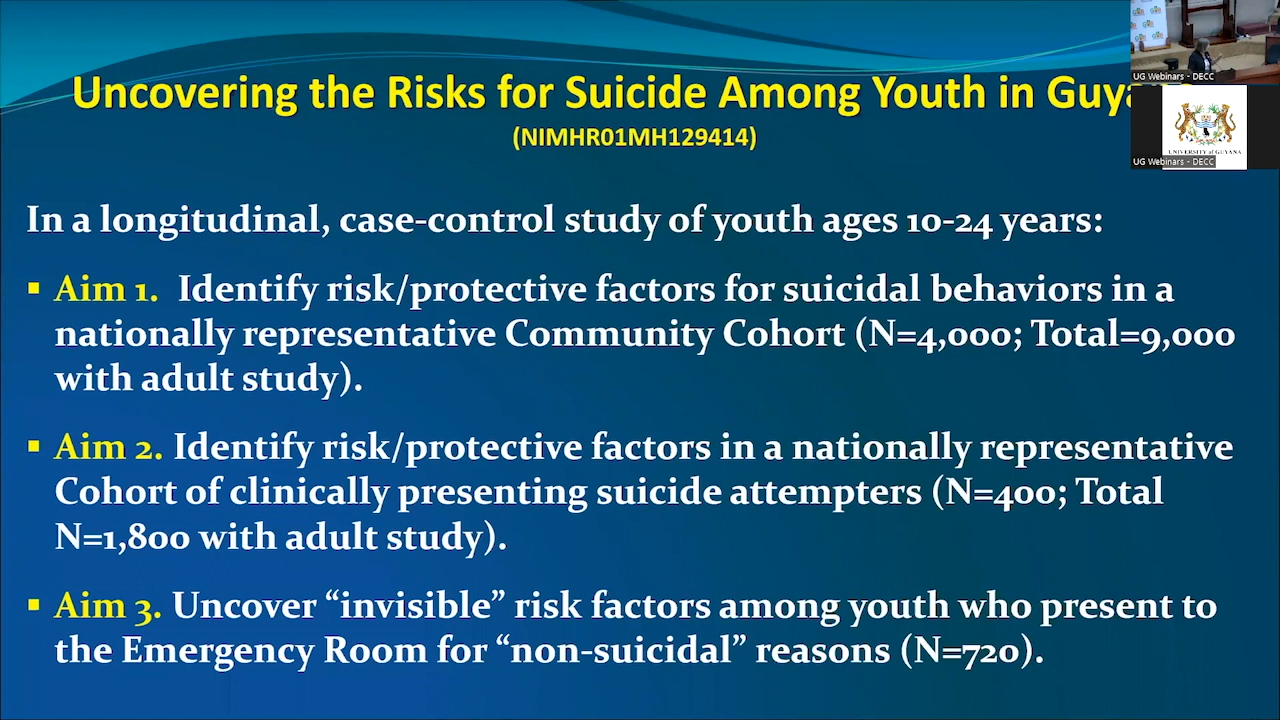 UG Webinars - DECC
Uncovering the Risks for Suicide Among Youth in
(NIMHR01MH129414)
UNIVERSITY of GUYANA
UG Webinars - DECC
In a longitudinal, case-control study of youth ages 10-24 years:
▪ Aim 1. Identify risk/protective factors for suicidal behaviors in a
nationally representative Community Cohort (N=4,000; Total=9,000
with adult study).
▪ Aim 2. Identify risk/protective factors in a nationally representative
Cohort of clinically presenting suicide attempters (N=400; Total
N=1,800 with adult study).
▪ Aim 3. Uncover “invisible” risk factors among youth who present to
the Emergency Room for “non-suicidal” reasons (N=720).